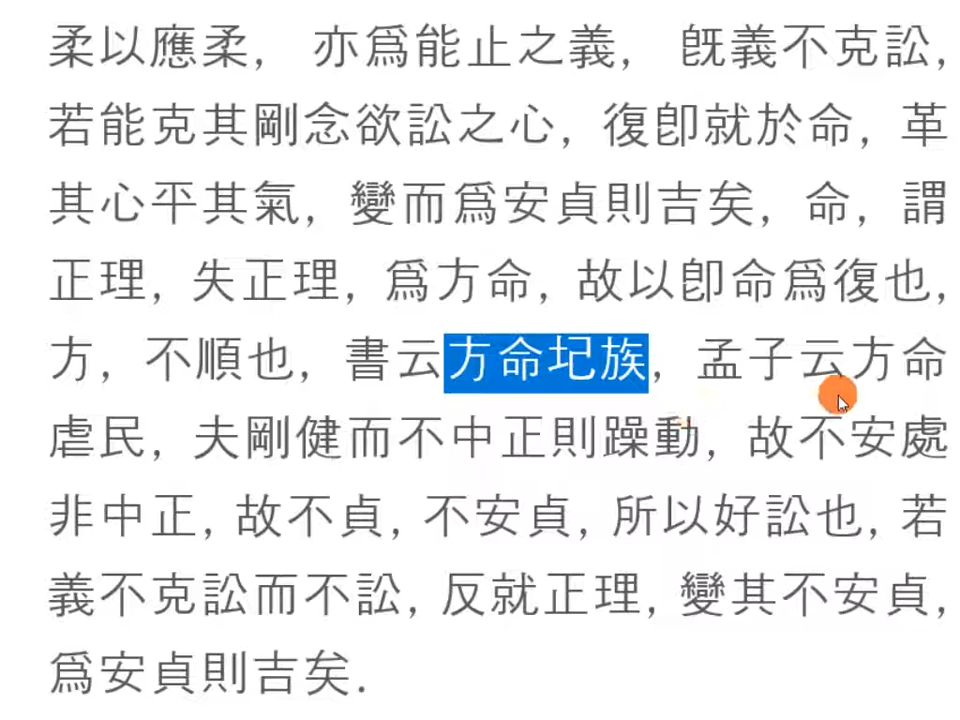 柔以應柔, 亦爲能止之義, 旣義不克訟,
若能克其剛忿欲訟之心, 復卽就於命, 革
其心平其氣, 變而爲安貞則吉矣, 命, 謂
正理, 失正理, 爲方命, 故以卽命爲復也,
方, 不順也, 書云方命圮族, 孟子云方命
虐民, 夫剛健而不中正則躁動, 故不安處
非中正, 故不貞, 不安貞, 所以好訟也, 若
義不克訟而不訟, 反就正理, 變其不安貞,
爲安貞則吉矣.